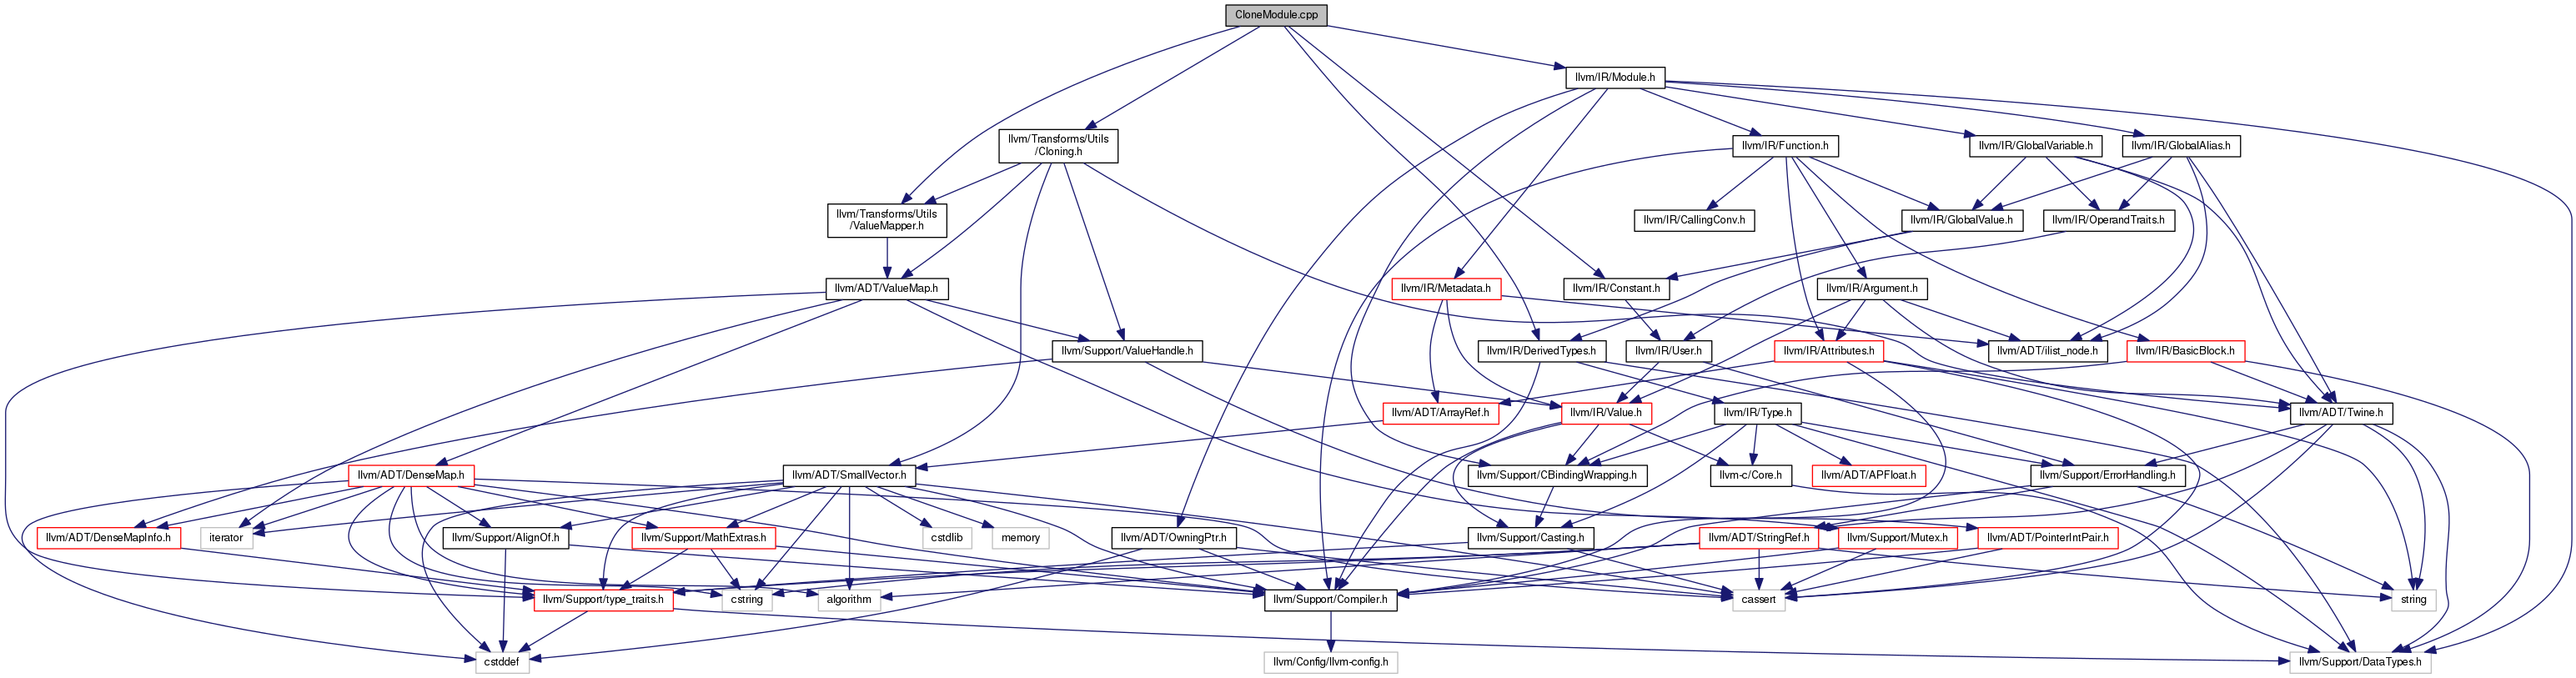 CloneModule.cpp
llvm/IR/Module.h
llvm/Transforms/Utils
/Cloning.h
llvm/IR/Function.h
llvm/IR/GlobalVariable.h
llvm/IR/GlobalAlias.h
llvm/Transforms/Utils
/ValueMapper.h
llvm/IR/CallingConv.h
llvm/IR/GlobalValue.h
llvm/IR/OperandTraits.h
llvm/ADT/ValueMap.h
llvm/IR/Metadata.h
llvm/IR/Constant.h
llvm/IR/Argument.h
llvm/Support/ValueHandle.h
llvm/IR/DerivedTypes.h
llvm/IR/User.h
llvm/IR/Attributes.h
llvm/ADT/ilist_node.h
llvm/IR/BasicBlock.h
llvm/ADT/ArrayRef.h
llvm/IR/Value.h
llvm/IR/Type.h
llvm/ADT/Twine.h
llvm/ADT/DenseMap.h
llvm/ADT/SmallVector.h
llvm/Support/CBindingWrapping.h
llvm-c/Core.h
llvm/ADT/APFloat.h
llvm/Support/ErrorHandling.h
llvm/ADT/DenseMapInfo.h
iterator
llvm/Support/AlignOf.h
llvm/Support/MathExtras.h
cstdlib
memory
llvm/ADT/OwningPtr.h
llvm/Support/Casting.h
llvm/ADT/StringRef.h
llvm/Support/Mutex.h
llvm/ADT/PointerIntPair.h
llvm/Support/type_traits.h
cstring
algorithm
llvm/Support/Compiler.h
cassert
string
cstddef
llvm/Config/llvm-config.h
llvm/Support/DataTypes.h